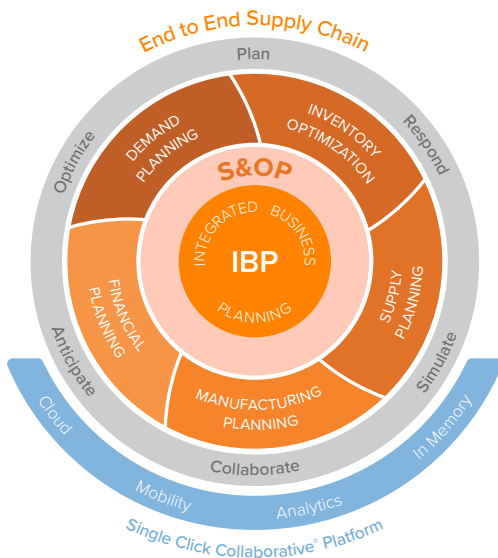 End to End Supply Chain
Plan
Optimize
Respond
DEMAND
PLANNING
INVENTORY
OPTIMIZATION
S&OP
INTEGRATED BUSINESS
IBP
PLANNING
FINANCIAL
PLANNING
SUPPLY
PLANNING
MANUFACTURING
PLANNING
Anticipate
Simulate
Collaborate
Cloud
Mobility
Analytics
In Memory
Single Click Collaborative® Platform